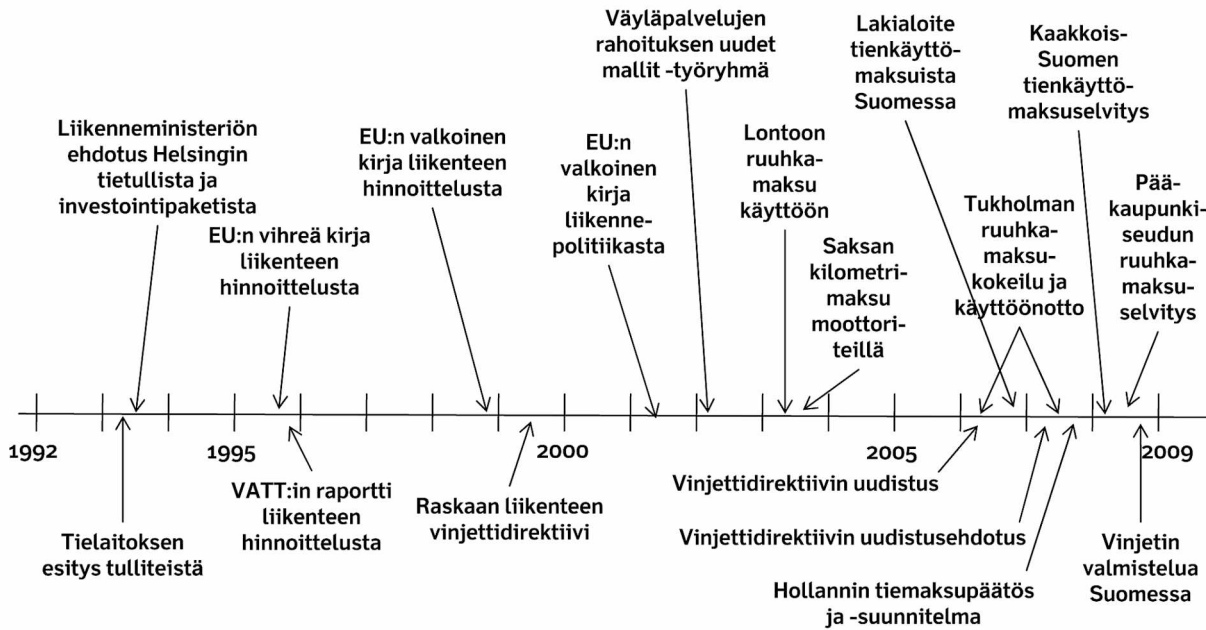 Väyläpalvelujen
rahoituksen uudet
mallit -työryhmä
Lakialoite
tienkäyttö-
maksuista
Suomessa
Kaakkois-
Suomen
tienkäyttö-
maksuselvitys
Liikenneministeriön
ehdotus Helsingin
tietullista ja
investointipaketista
EU:n valkoinen
kirja liikenteen
hinnoittelusta
EU:n
valkoinen
kirja
liikenne-
politiikasta
Lontoon
ruuhka-
maksu
käyttöön
Pää-
kaupunki-
seudun
ruuhka-
maksu-
selvitys
EU:n vihreä kirja
liikenteen
hinnoittelusta
Saksan
kilometri-
maksu
moottori-
teillä
Tukholman
ruuhka-
maksu-
kokeilu ja
käyttöönotto
1992
1995
2000
2005
2009
Tielaitoksen
esitys tulliteistä
VATT:in raportti
liikenteen
hinnoittelusta
Raskaan liikenteen
vinjettidirektiivi
Vinjettidirektiivin uudistus
Vinjettidirektiivin uudistusehdotus
Hollannin tiemaksupäätös
ja -suunnitelma
Vinjetin
valmistelua
Suomessa